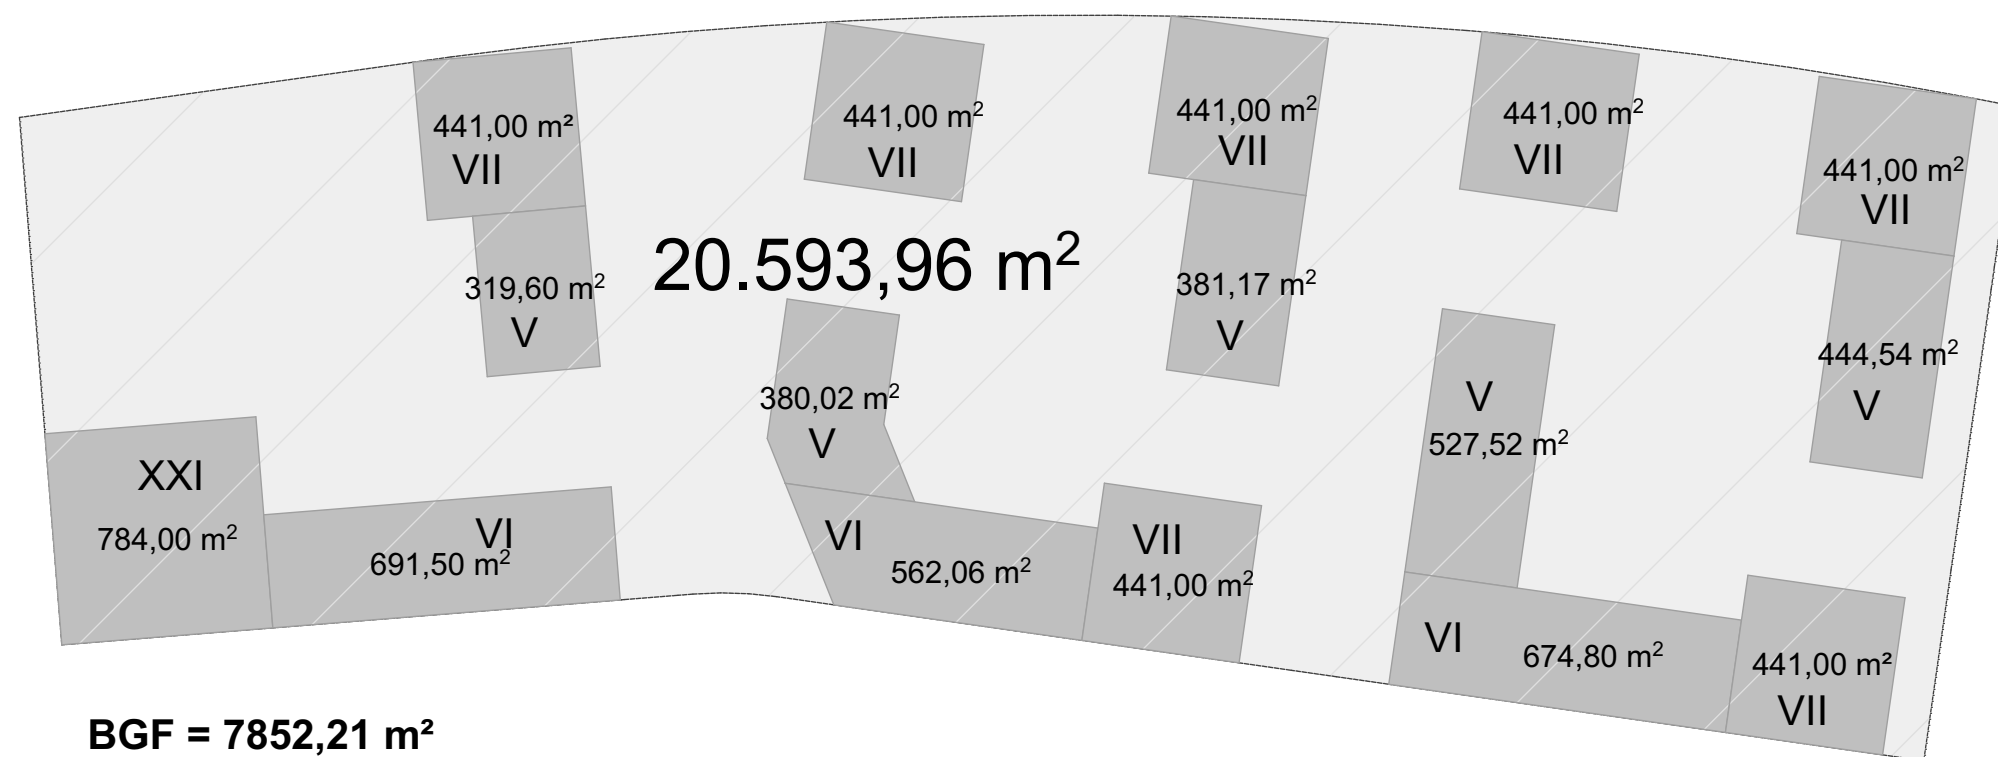 441,00 m²
VII
441,00 m²
VII
441,00 m²
VII
441,00 m²
VII
441,00 m²
VII
319,60 m²
V
20.593,96 m²
381,17 m²
V
444,54 m²
V
380,02 m²
V
V
527,52 m²
XXI
784,00 m²
VI
691,50 m²
VI
562,06 m²
VII
441,00 m²
VI
674,80 m²
441,00 m²
VII
BGF = 7852,21 m²